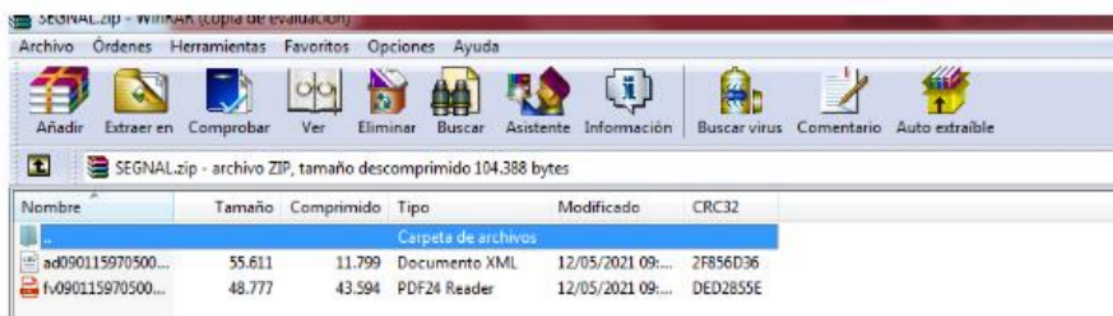 SEGNAL.zip - WinRAR (copia de evaluación)
Archivo Órdenes Herramientas Favoritos Opciones Ayuda
Añadir Extraer en Comprobar Ver Eliminar Buscar Asistente Información Buscar virus Comentario Auto extraíble
SEGNAL.zip - archivo ZIP, tamaño descomprimido 104.388 bytes
Nombre Tamaño Comprimido Tipo Modificado CRC32
.. Carpeta de archivos
ad090115970500... 55.611 11.799 Documento XML 12/05/2021 09:... 2F856D36
fv090115970500... 48.777 43.594 PDF24 Reader 12/05/2021 09:... DED2855E